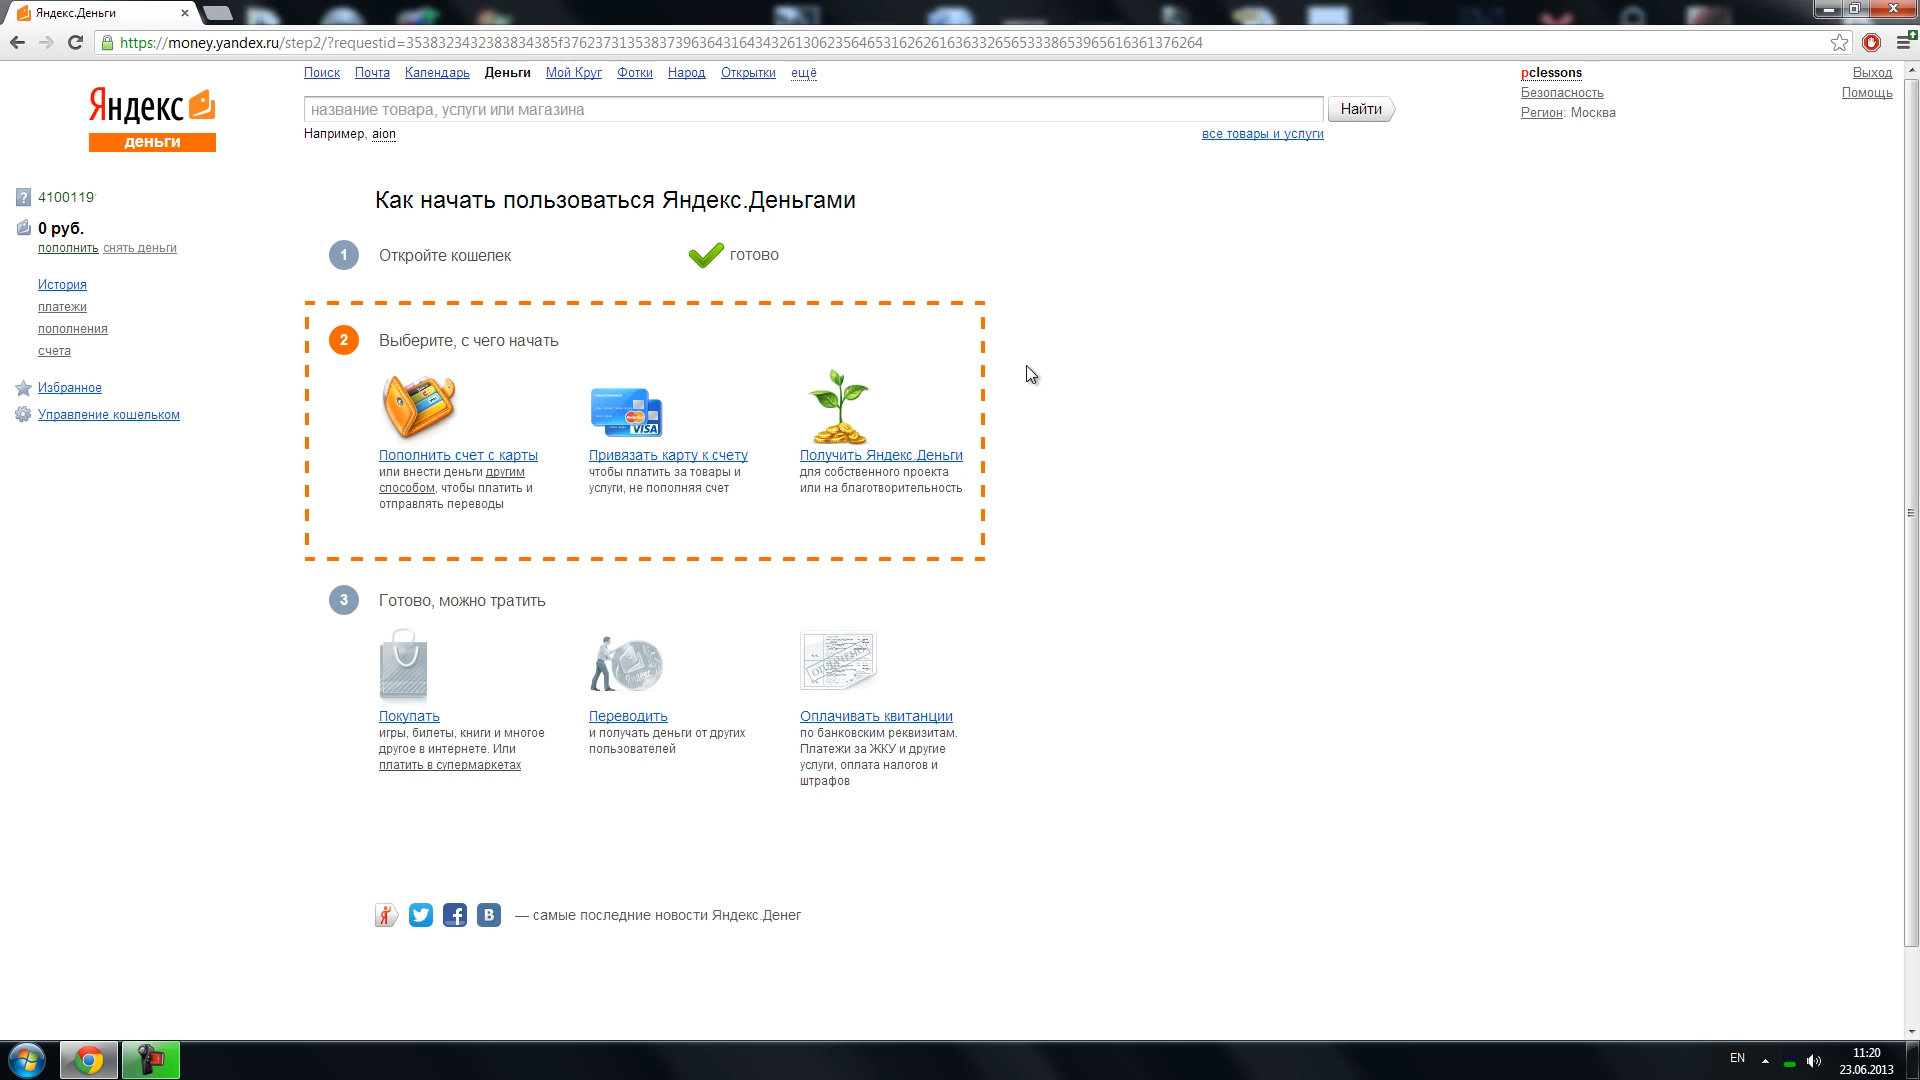 Яндекс.Деньги
https://money.yandex.ru/step2/?requestid=3538323432383834385f37623731353837396364316434326130623564653162626163633265653338653965616361376264
Поиск Почта Календарь Деньги Мой Круг Фотки Народ Открытки ещё
pclessons
Выход
Безопасность
Помощь
Регион: Москва
Яндекс
деньги
название товара, услуги или магазина
Найти
Например, aion
все товары и услуги
4100119
0 руб.
пополнить снять деньги
История
платежи
пополнения
счета
Избранное
Управление кошельком
Как начать пользоваться Яндекс.Деньгами
1 Откройте кошелек готово
2 Выберите, с чего начать
VISA
Пополнить счет с карты
или внести деньги другим
способом, чтобы платить и
отправлять переводы
Привязать карту к счету
чтобы платить за товары и
услуги, не пополняя счет
Получить Яндекс.Деньги
для собственного проекта
или на благотворительность
3 Готово, можно тратить
Яндекс
ОПЛАЧЕНО
Покупать
игры, билеты, книги и многое
другое в интернете. Или
платить в супермаркетах
Переводить
и получать деньги от других
пользователей
Оплачивать квитанции
по банковским реквизитам.
Платежи за ЖКУ и другие
услуги, оплата налогов и
штрафов
— самые последние новости Яндекс.Денег
EN
11:20
23.06.2013